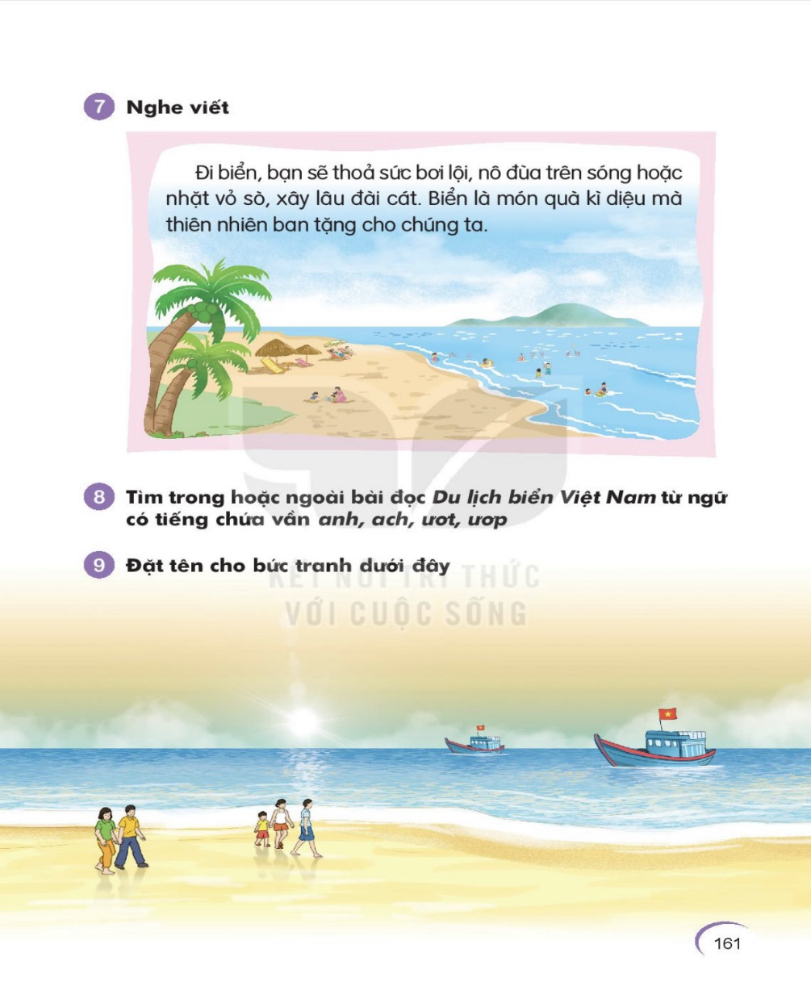 7 Nghe viết
Đi biển, bạn sẽ thoả sức bơi lội, nô đùa trên sóng hoặc
nhặt vỏ sò, xây lâu đài cát. Biển là món quà kì diệu mà
thiên nhiên ban tặng cho chúng ta.
8 Tìm trong hoặc ngoài bài đọc Du lịch biển Việt Nam từ ngữ
có tiếng chứa vần anh, ach, ươt, ươp
9 Đặt tên cho bức tranh dưới đây
KẾT NỐI TRI THỨC
VỚI CUỘC SỐNG
161